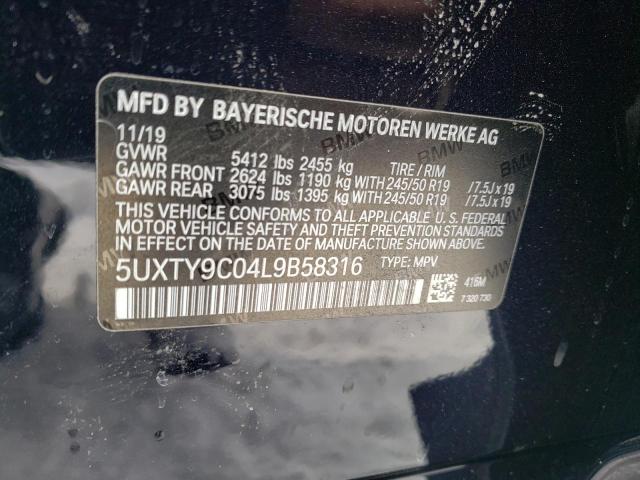 MFD BY BAYERISCHE MOTOREN WERKE AG
11/19
GVWR 5412 lbs 2455 kg TIRE / RIM
GAWR FRONT 2624 lbs 1190 kg WITH 245/50 R19 /7.5J x 19
GAWR REAR 3075 lbs 1395 kg WITH 245/50 R19 /7.5J x 19
THIS VEHICLE CONFORMS TO ALL APPLICABLE U. S. FEDERAL
MOTOR VEHICLE SAFETY AND THEFT PREVENTION STANDARDS
IN EFFECT ON THE DATE OF MANUFACTURE SHOWN ABOVE.
5UXTY9C04L9B58316 TYPE: MPV
416M
7 320 730